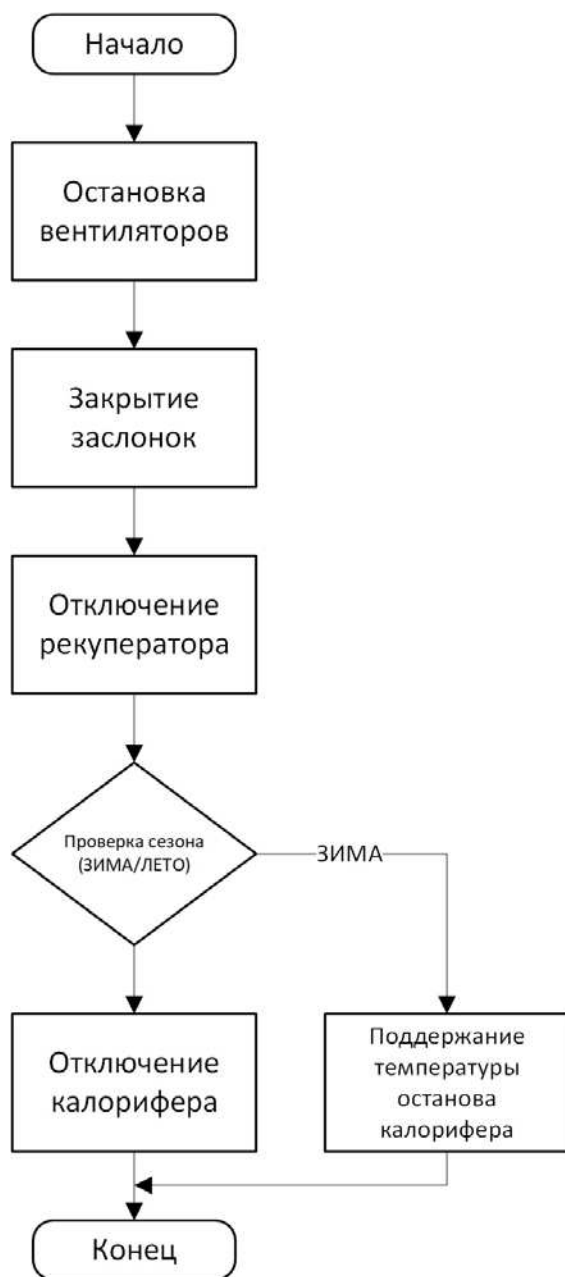 Начало
Остановка
вентиляторов
Закрытие
заслонок
Отключение
рекуператора
Проверка сезона
(ЗИМА/ЛЕТО)
ЗИМА
Отключение
калорифера
Поддержание
температуры
останова
калорифера
Конец